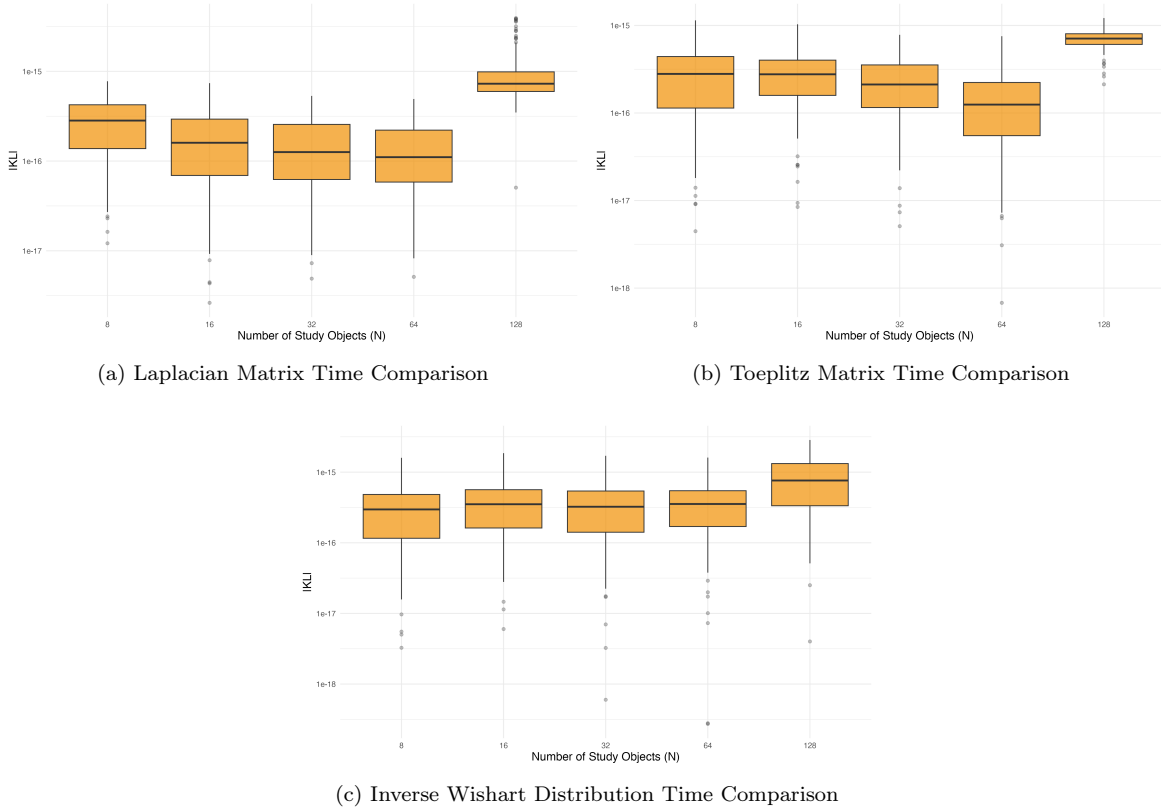 1e-15
1e-16
1e-17
|KL|
8 16 32 64 128
Number of Study Objects (N)
(a) Laplacian Matrix Time Comparison
1e-15
1e-16
1e-17
1e-18
|KL|
8 16 32 64 128
Number of Study Objects (N)
(b) Toeplitz Matrix Time Comparison
1e-15
1e-16
1e-17
1e-18
|KL|
8 16 32 64 128
Number of Study Objects (N)
(c) Inverse Wishart Distribution Time Comparison